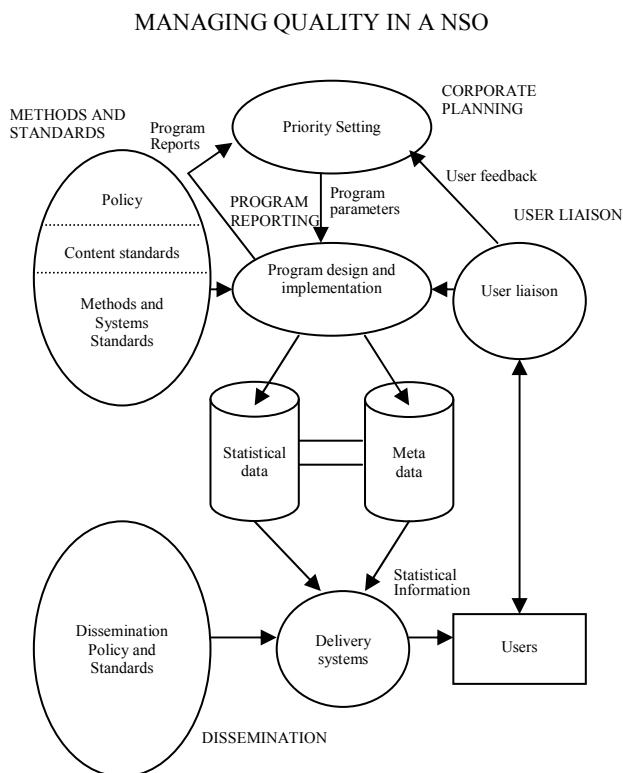 MANAGING QUALITY IN A NSO
METHODS AND
STANDARDS
Program
Reports
Priority Setting
CORPORATE
PLANNING
User feedback
PROGRAM
REPORTING
Program
parameters
USER LIAISON
Policy
Content standards
Methods and
Systems
Standards
Program design and
implementation
User liaison
Statistical
data
Meta
data
Statistical
Information
Dissemination
Policy and
Standards
Delivery
systems
Users
DISSEMINATION